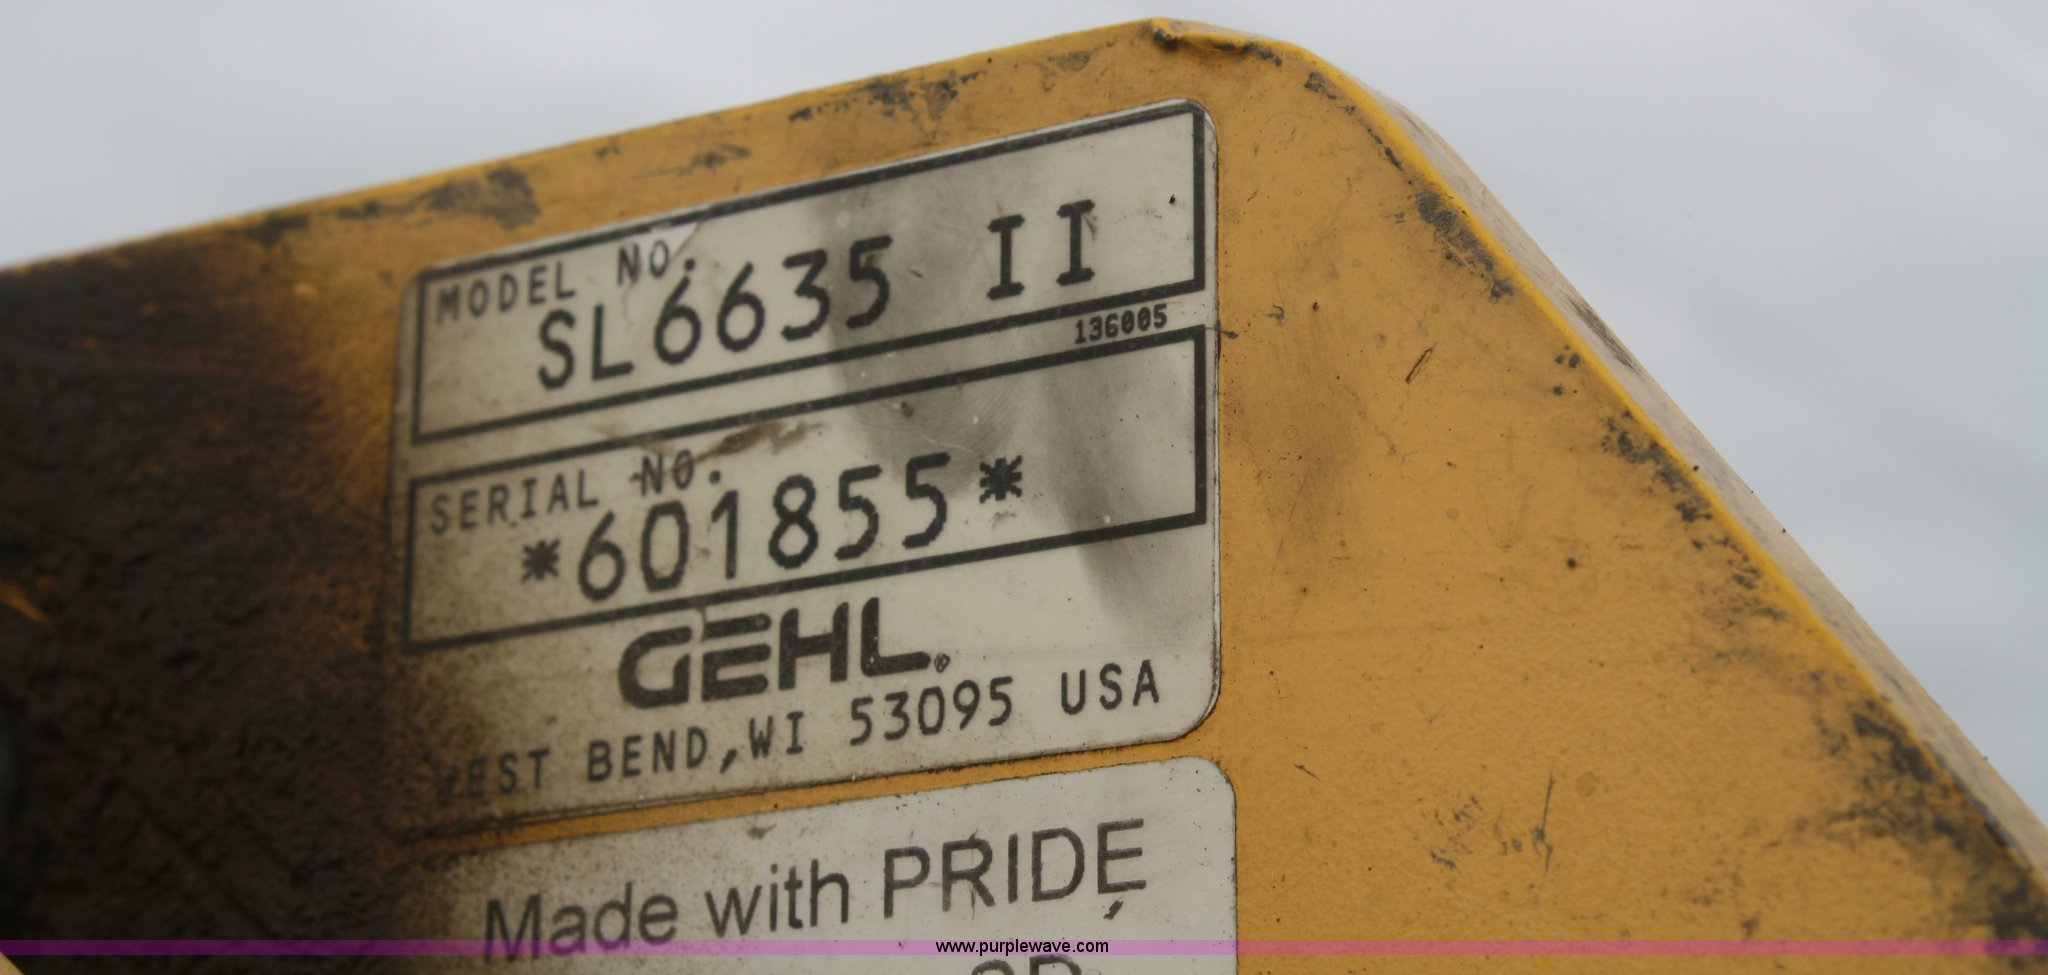 MODEL NO.
SL6635 II
136005
SERIAL NO.
*601855*
GEHL®
WEST BEND, WI 53095 USA
Made with PRIDE
www.purplewave.com